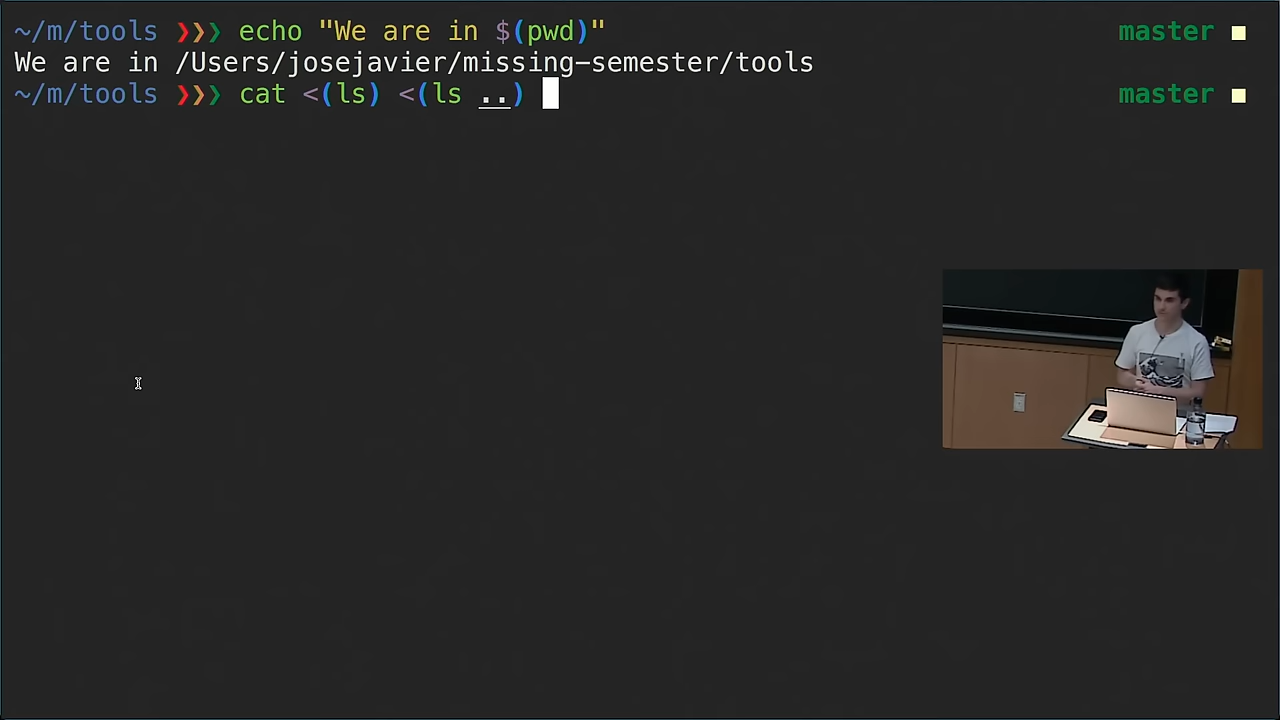 ~/m/tools ❯❯❯ echo "We are in $(pwd)" master ■
We are in /Users/josejavier/missing-semester/tools
~/m/tools ❯❯❯ cat <(ls) <(ls ..) master ■